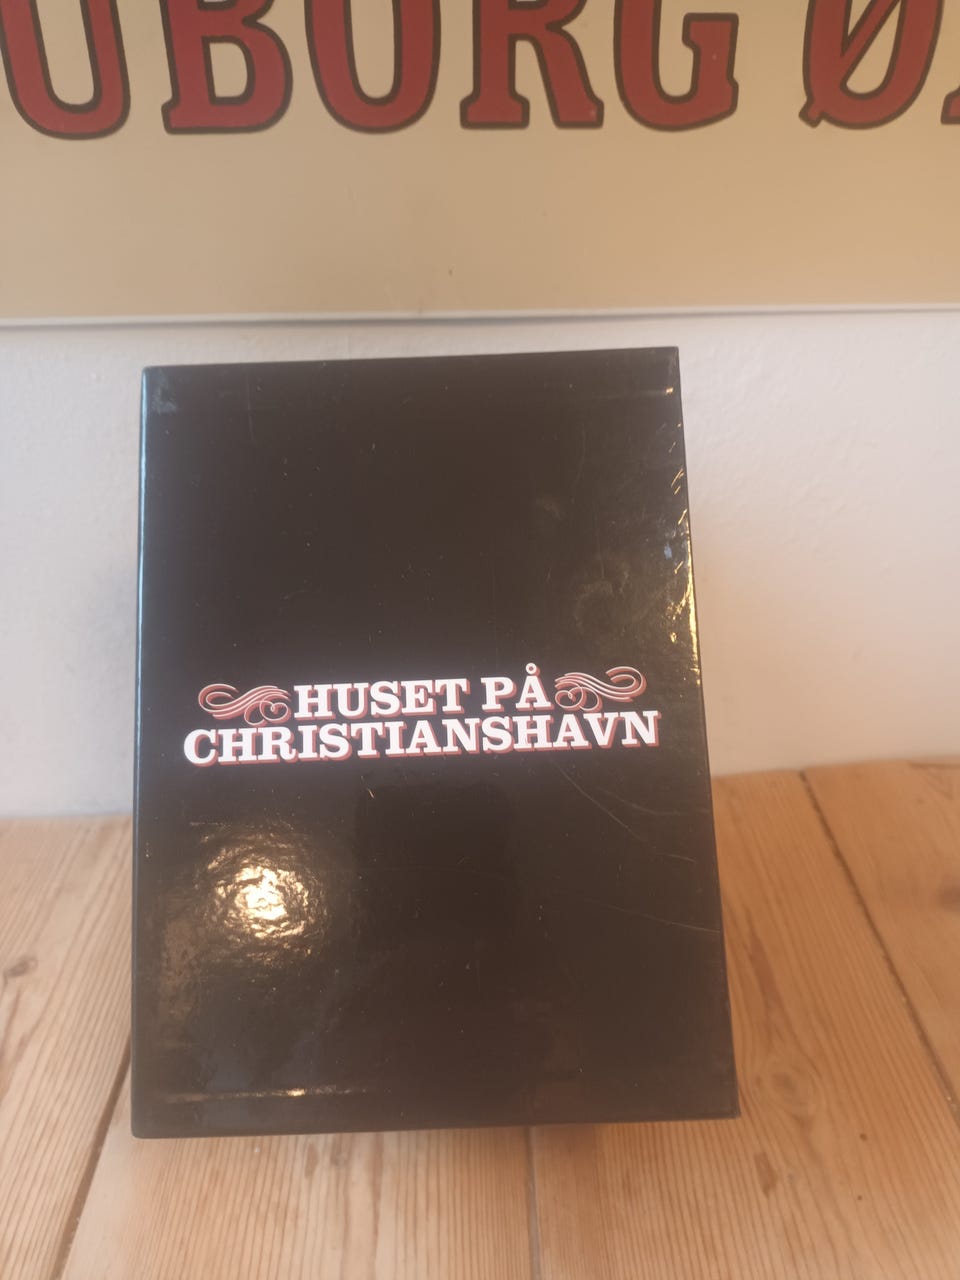 UBORG Ø
HUSET PÅ
CHRISTIANSHAVN